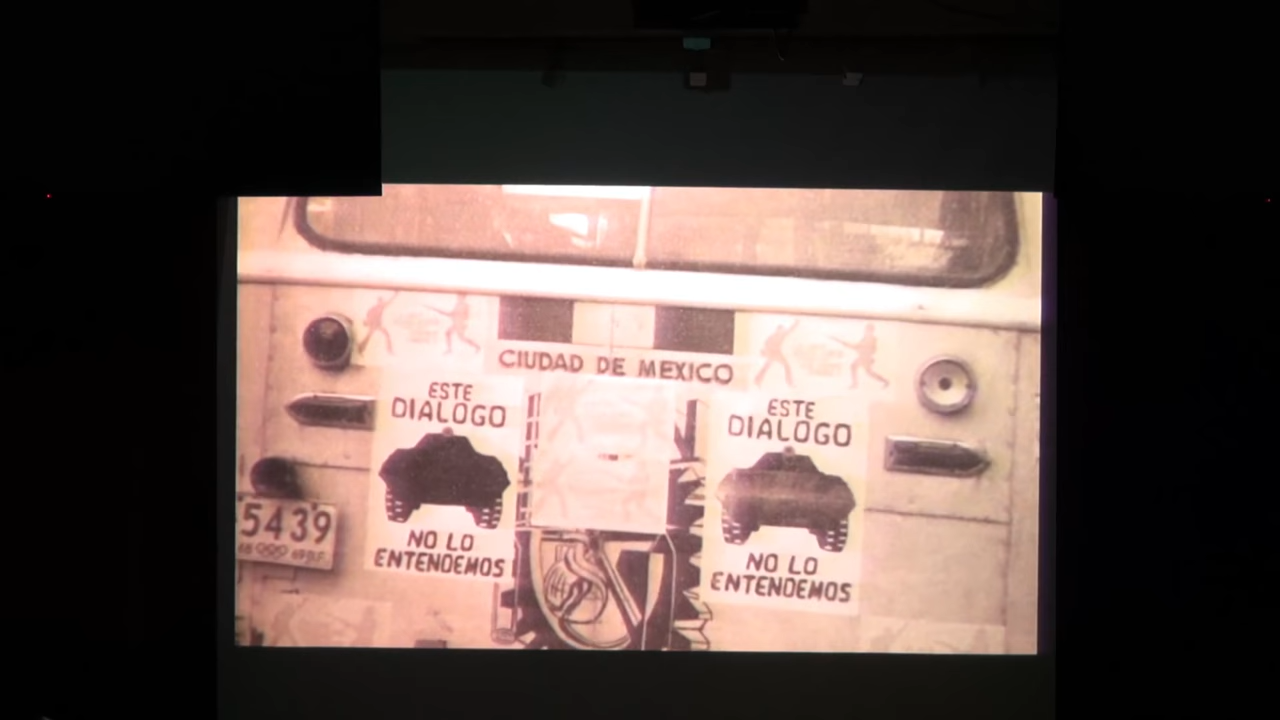 CIUDAD DE MEXICO
ESTE
DIALOGO
NO LO
ENTENDEMOS
ESTE
DIALOGO
NO LO
ENTENDEMOS
5439